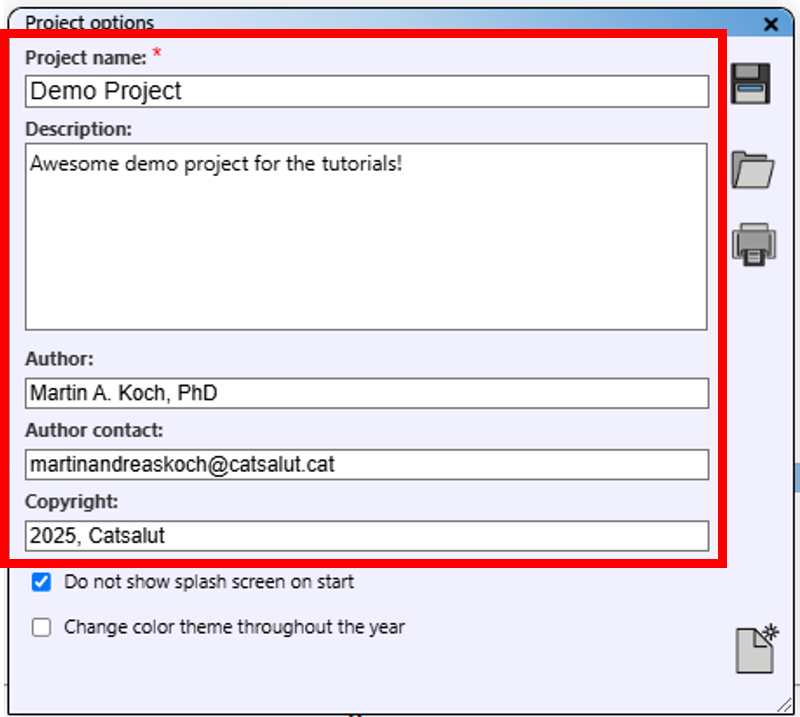 Project options
Project name: *
Demo Project
Description:
Awesome demo project for the tutorials!
Author:
Martin A. Koch, PhD
Author contact:
martinandreaskoch@catsalut.cat
Copyright:
2025, Catsalut
Do not show splash screen on start
Change color theme throughout the year